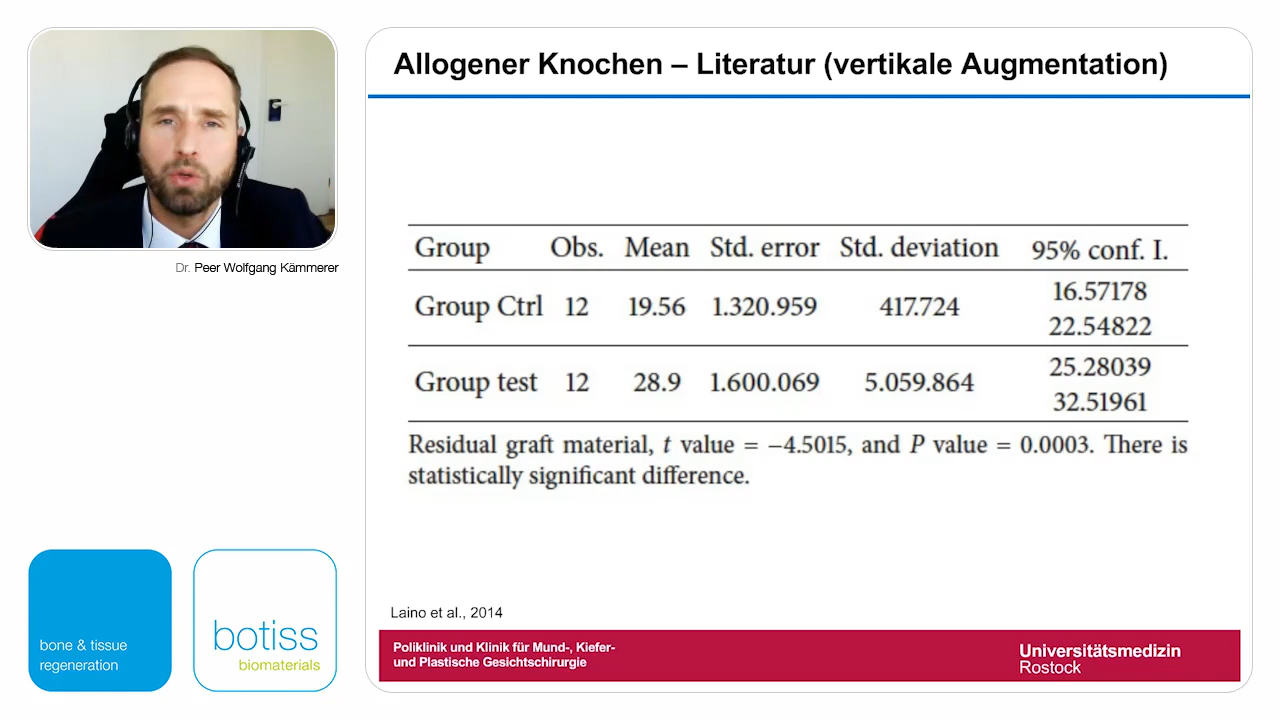 Allogener Knochen – Literatur (vertikale Augmentation)
Dr. Peer Wolfgang Kämmerer
Group Obs. Mean Std. error Std. deviation 95% conf. I.
Group Ctrl 12 19.56 1.320.959 417.724 16.57178
22.54822
Group test 12 28.9 1.600.069 5.059.864 25.28039
32.51961
Residual graft material, t value = −4.5015, and P value = 0.0003. There is
statistically significant difference.
Laino et al., 2014
Poliklinik und Klinik für Mund-, Kiefer-
und Plastische Gesichtschirurgie
Universitätsmedizin
Rostock
bone & tissue
regeneration
botiss
biomaterials